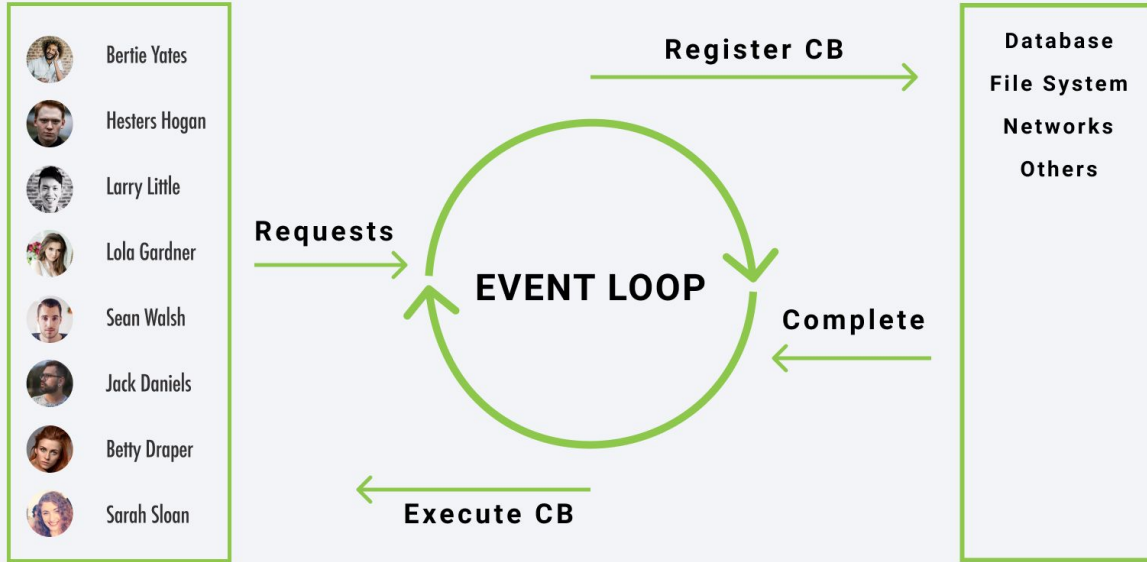 Bertie Yates
Hesters Hogan
Larry Little
Lola Gardner
Sean Walsh
Jack Daniels
Betty Draper
Sarah Sloan
Requests
Register CB
EVENT LOOP
Complete
Execute CB
Database
File System
Networks
Others